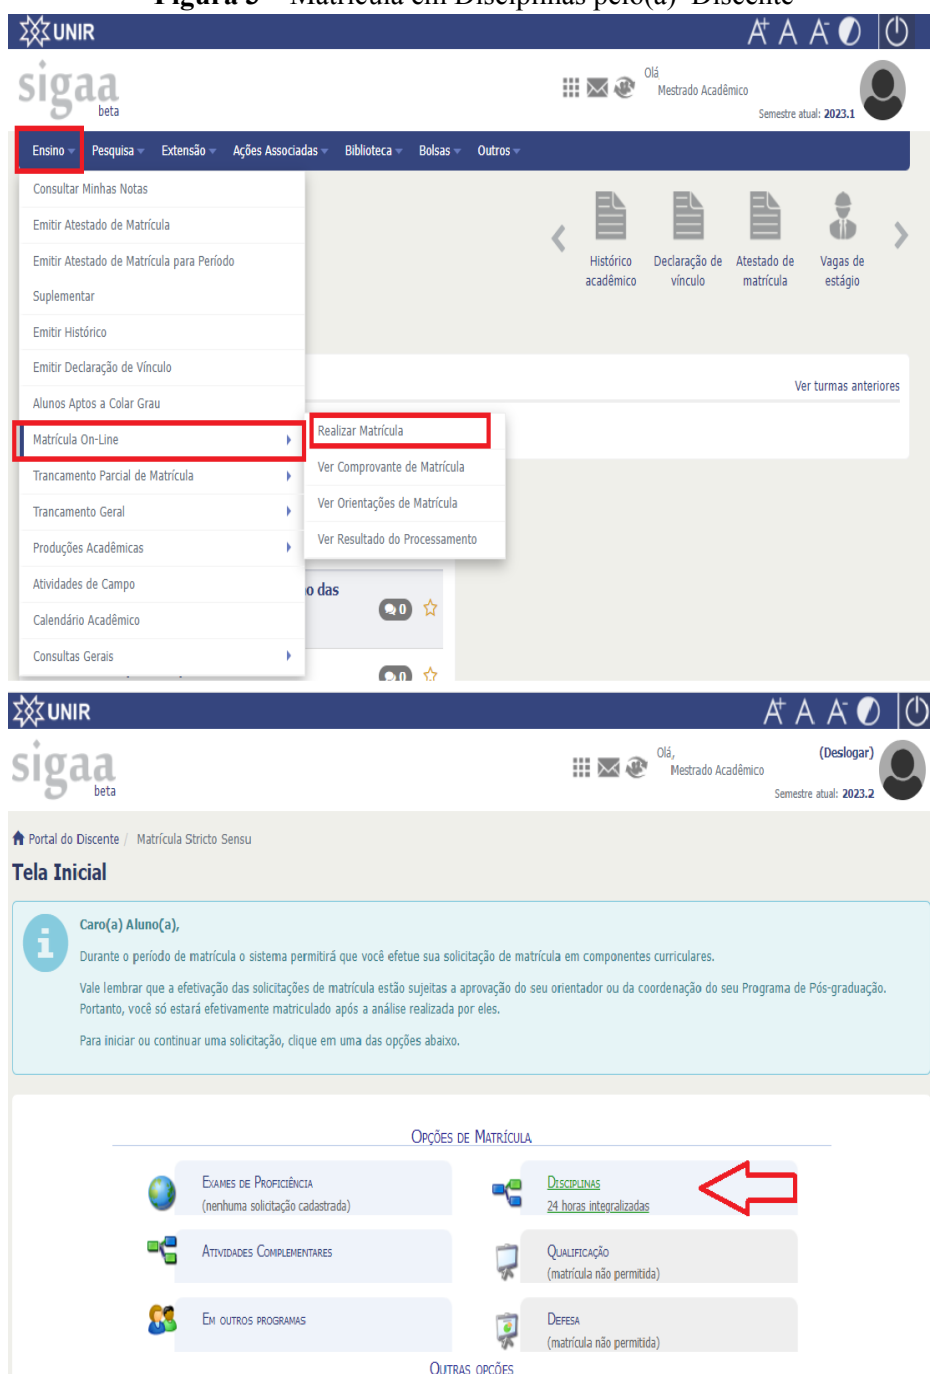 Figura 3 – Matrícula em Disciplinas pelo(a) Discente
UNIR
A+ A A-
sigaa
beta
Olá
Mestrado Acadêmico
Semestre atual: 2023.1
Ensino Pesquisa Extensão Ações Associadas Biblioteca Bolsas Outros
Consultar Minhas Notas
Emitir Atestado de Matrícula
Emitir Atestado de Matrícula para Período
Suplementar
Emitir Histórico
Emitir Declaração de Vínculo
Alunos Aptos a Colar Grau
Matrícula On-Line
Trancamento Parcial de Matrícula
Trancamento Geral
Produções Acadêmicas
Atividades de Campo
Calendário Acadêmico
Consultas Gerais
Histórico acadêmico
Declaração de vínculo
Atestado de matrícula
Vagas de estágio
Ver turmas anteriores
Realizar Matrícula
Ver Comprovante de Matrícula
Ver Orientações de Matrícula
Ver Resultado do Processamento
o das
0
0
UNIR
A+ A A-
sigaa
beta
Olá,
(Deslogar)
Mestrado Acadêmico
Semestre atual: 2023.2
Portal do Discente / Matrícula Stricto Sensu
Tela Inicial
Caro(a) Aluno(a),
Durante o período de matrícula o sistema permitirá que você efetue sua solicitação de matrícula em componentes curriculares.
Vale lembrar que a efetivação das solicitações de matrícula estão sujeitas a aprovação do seu orientador ou da coordenação do seu Programa de Pós-graduação.
Portanto, você só estará efetivamente matriculado após a análise realizada por eles.
Para iniciar ou continuar uma solicitação, clique em uma das opções abaixo.
Opções de Matrícula
Exames de Proficiência
(nenhuma solicitação cadastrada)
Disciplinas
24 horas integralizadas
Atividades Complementares
Qualificação
(matrícula não permitida)
Em outros programas
Defesa
(matrícula não permitida)
Outras opções